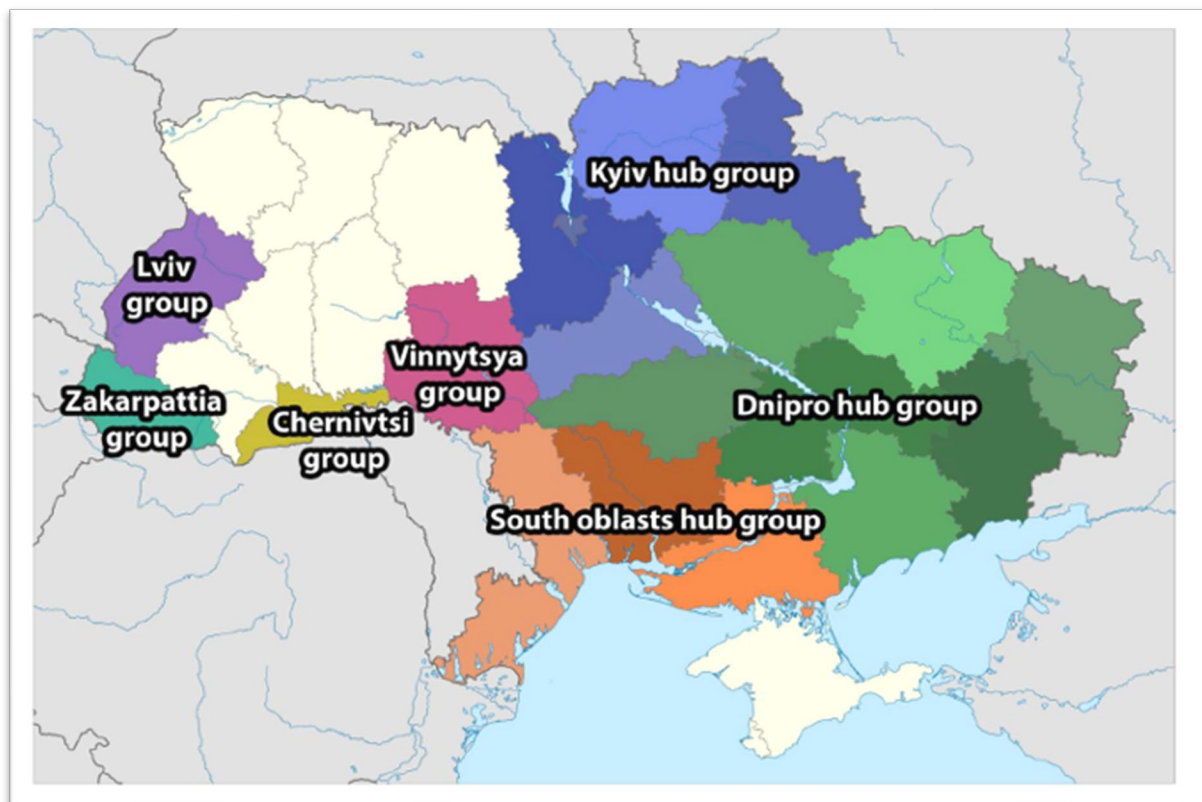 Kyiv hub group
Lviv
group
Vinnytsya
group
Zakarpattia
group
Chernivtsi
group
Dnipro hub group
South oblasts hub group